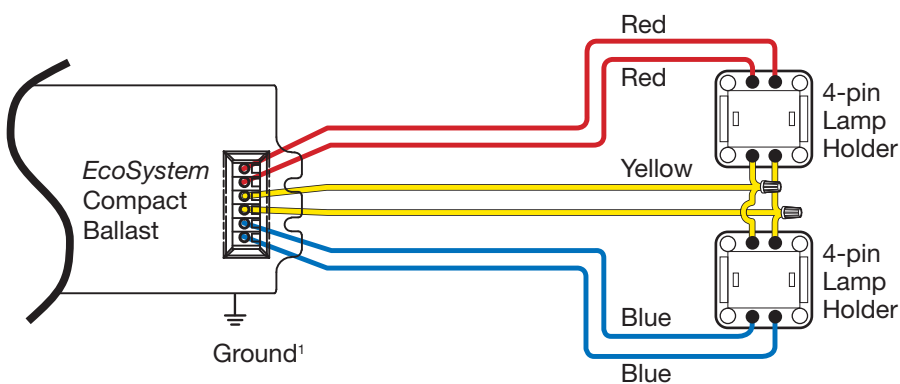 Red
Red
4-pin
Lamp
Holder
EcoSystem
Compact
Ballast
Yellow
4-pin
Lamp
Holder
Blue
Ground¹
Blue